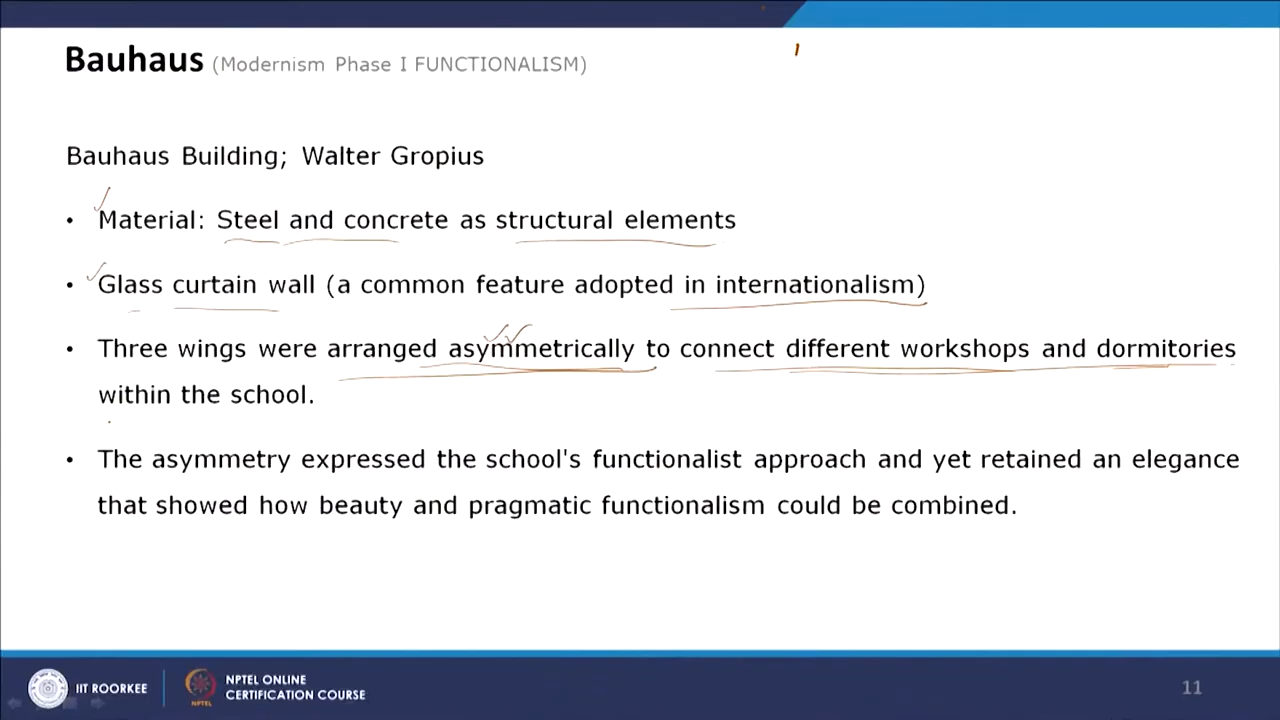 Bauhaus (Modernism Phase I FUNCTIONALISM)
Bauhaus Building; Walter Gropius
• Material: Steel and concrete as structural elements
• Glass curtain wall (a common feature adopted in internationalism)
• Three wings were arranged asymmetrically to connect different workshops and dormitories
within the school.
• The asymmetry expressed the school's functionalist approach and yet retained an elegance
that showed how beauty and pragmatic functionalism could be combined.
IIT ROORKEE
NPTEL
NPTEL ONLINE
CERTIFICATION COURSE
11